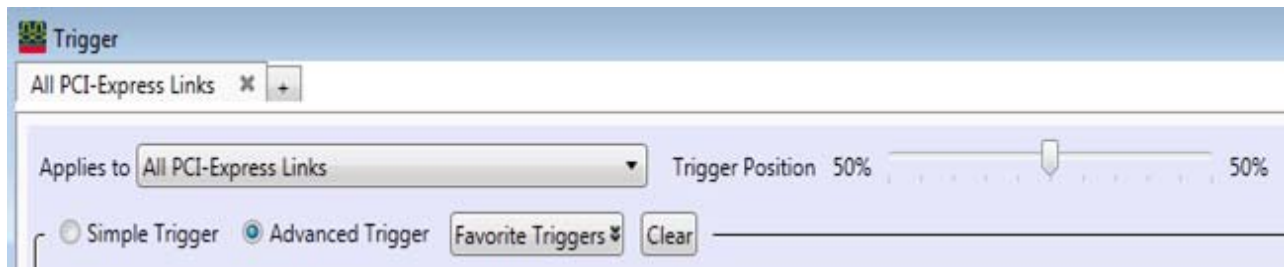 Trigger
All PCI-Express Links +
Applies to All PCI-Express Links Trigger Position 50% 50%
Simple Trigger Advanced Trigger Favorite Triggers Clear